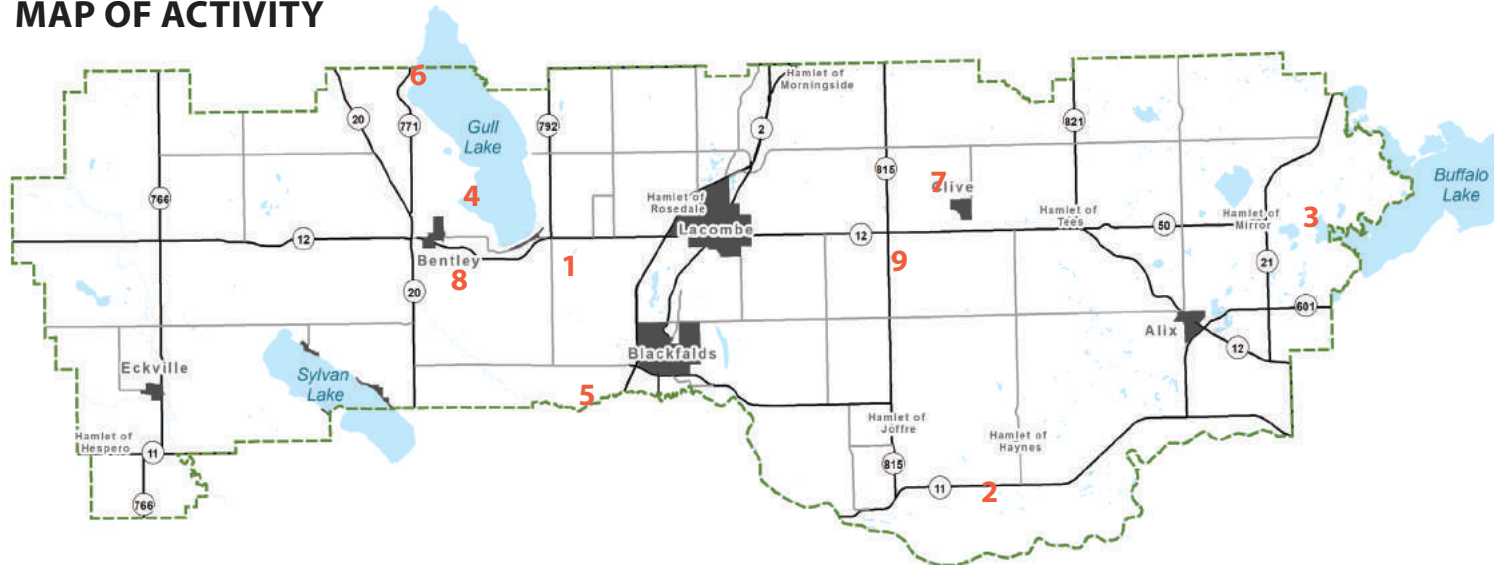 MAP OF ACTIVITY
6
Hamlet of
Morningside
20
771
Gull
Lake
792
2
821
815
766
4
Hamlet of
Rosedale
7
Clive
Buffalo
Lake
Hamlet of
Tees
50
Hamlet of
Mirror
3
12
Lacombe
12
Bentley
8
1
9
21
20
601
Alix
12
Eckville
Sylvan
Lake
Blackfalds
5
Hamlet of
Joffre
Hamlet of
Haynes
Hamlet of
Hespero
11
815
11
2
766